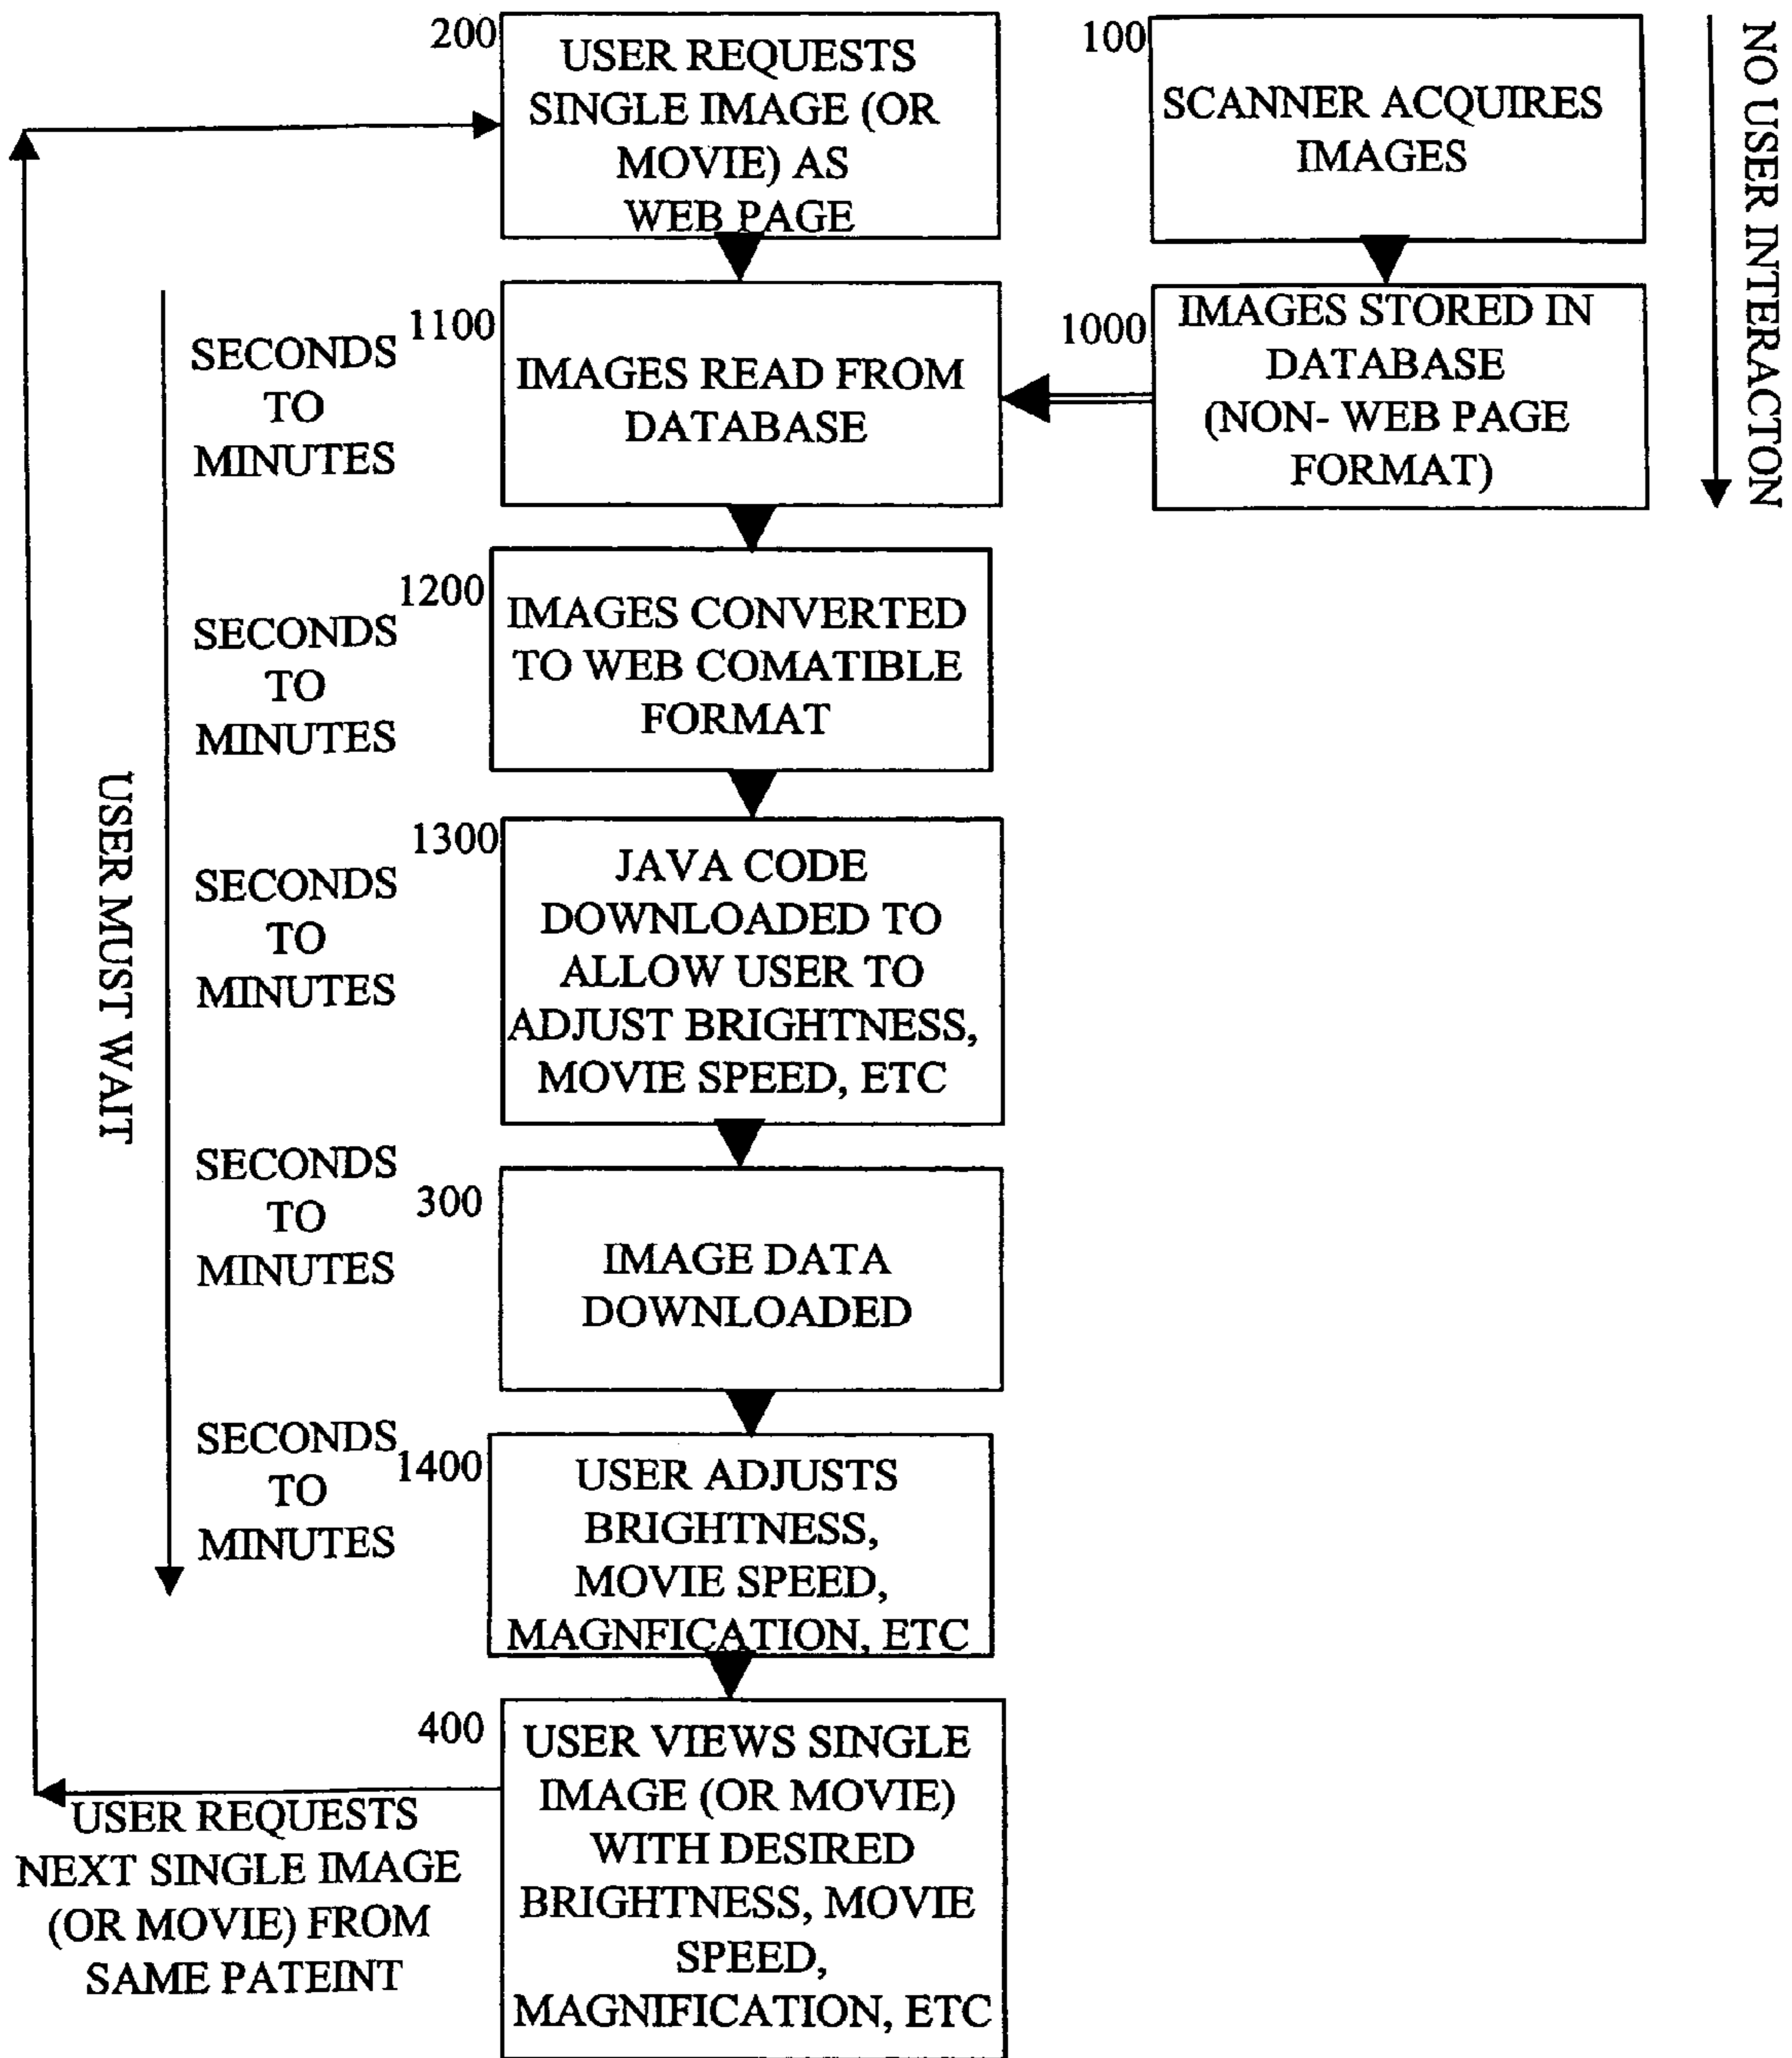 200
USER REQUESTS
SINGLE IMAGE (OR
MOVIE) AS
WEB PAGE
100
SCANNER ACQUIRES
IMAGES
NO USER INTERACTON
1100
IMAGES READ FROM
DATABASE
1000
IMAGES STORED IN
DATABASE
(NON- WEB PAGE
FORMAT)
SECONDS
TO
MINUTES
1200
IMAGES CONVERTED
TO WEB COMATIBLE
FORMAT
SECONDS
TO
MINUTES
USER MUST WAIT
1300
JAVA CODE
DOWNLOADED TO
ALLOW USER TO
ADJUST BRIGHTNESS,
MOVIE SPEED, ETC
SECONDS
TO
MINUTES
300
IMAGE DATA
DOWNLOADED
SECONDS
TO
MINUTES
1400
USER ADJUSTS
BRIGHTNESS,
MOVIE SPEED,
MAGNFICATION, ETC
SECONDS
TO
MINUTES
400
USER VIEWS SINGLE
IMAGE (OR MOVIE)
WITH DESIRED
BRIGHTNESS, MOVIE
SPEED,
MAGNIFICATION, ETC
USER REQUESTS
NEXT SINGLE IMAGE
(OR MOVIE) FROM
SAME PATEINT